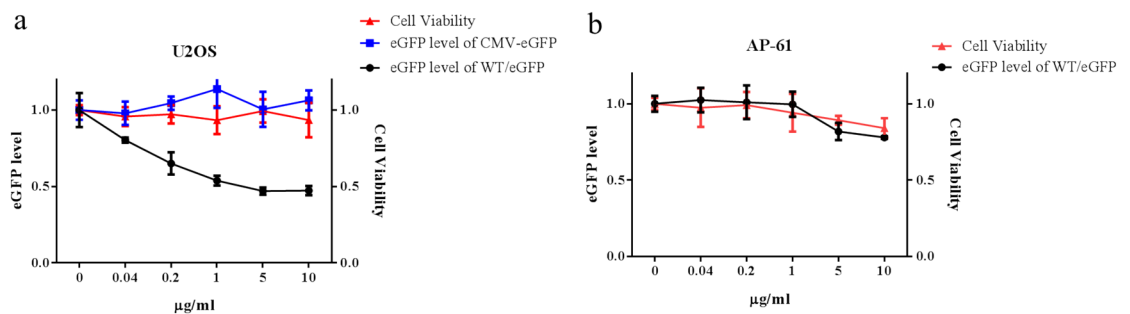 a
U2OS
Cell Viability
eGFP level of CMV-eGFP
eGFP level of WT/eGFP
eGFP level
1.0
0.5
0.0
1.0
0.5
0.0
Cell Viability
0 0.04 0.2 1 5 10
μg/ml
b
AP-61
Cell Viability
eGFP level of WT/eGFP
eGFP level
1.0
0.5
0.0
1.0
0.5
0.0
Cell Viability
0 0.04 0.2 1 5 10
μg/ml